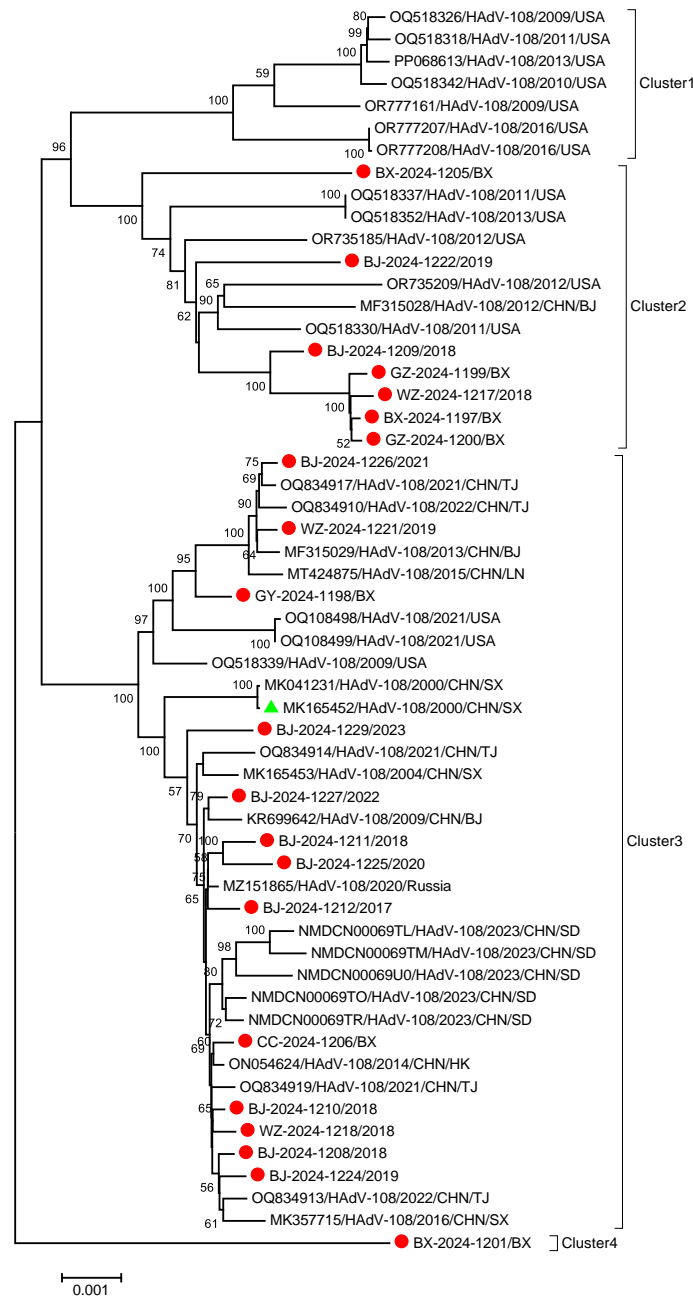 OQ518326/HAdV-108/2009/USA
OQ518318/HAdV-108/2011/USA
PP068613/HAdV-108/2013/USA
OQ518342/HAdV-108/2010/USA
OR777161/HAdV-108/2009/USA
OR777207/HAdV-108/2016/USA
OR777208/HAdV-108/2016/USA
Cluster1
BX-2024-1205/BX
OQ518337/HAdV-108/2011/USA
OQ518352/HAdV-108/2013/USA
OR735185/HAdV-108/2012/USA
BJ-2024-1222/2019
OR735209/HAdV-108/2012/USA
MF315028/HAdV-108/2012/CHN/BJ
OQ518330/HAdV-108/2011/USA
BJ-2024-1209/2018
GZ-2024-1199/BX
WZ-2024-1217/2018
BX-2024-1197/BX
GZ-2024-1200/BX
Cluster2
BJ-2024-1226/2021
OQ834917/HAdV-108/2021/CHN/TJ
OQ834910/HAdV-108/2022/CHN/TJ
WZ-2024-1221/2019
MF315029/HAdV-108/2013/CHN/BJ
MT424875/HAdV-108/2015/CHN/LN
GY-2024-1198/BX
OQ108498/HAdV-108/2021/USA
OQ108499/HAdV-108/2021/USA
OQ518339/HAdV-108/2009/USA
MK041231/HAdV-108/2000/CHN/SX
MK165452/HAdV-108/2000/CHN/SX
BJ-2024-1229/2023
OQ834914/HAdV-108/2021/CHN/TJ
MK165453/HAdV-108/2004/CHN/SX
BJ-2024-1227/2022
KR699642/HAdV-108/2009/CHN/BJ
BJ-2024-1211/2018
BJ-2024-1225/2020
MZ151865/HAdV-108/2020/Russia
BJ-2024-1212/2017
NMDCN00069TL/HAdV-108/2023/CHN/SD
NMDCN00069TM/HAdV-108/2023/CHN/SD
NMDCN00069U0/HAdV-108/2023/CHN/SD
NMDCN00069TO/HAdV-108/2023/CHN/SD
NMDCN00069TR/HAdV-108/2023/CHN/SD
CC-2024-1206/BX
ON054624/HAdV-108/2014/CHN/HK
OQ834919/HAdV-108/2021/CHN/TJ
BJ-2024-1210/2018
WZ-2024-1218/2018
BJ-2024-1208/2018
BJ-2024-1224/2019
OQ834913/HAdV-108/2022/CHN/TJ
MK357715/HAdV-108/2016/CHN/SX
Cluster3
BX-2024-1201/BX
Cluster4
80
99
100
59
100
100
96
100
100
74
81
62
65
90
100
100
52
75
69
90
100
64
95
100
97
100
100
100
100
57
70
79
100
58
75
65
100
98
80
72
60
69
65
56
61
0.001